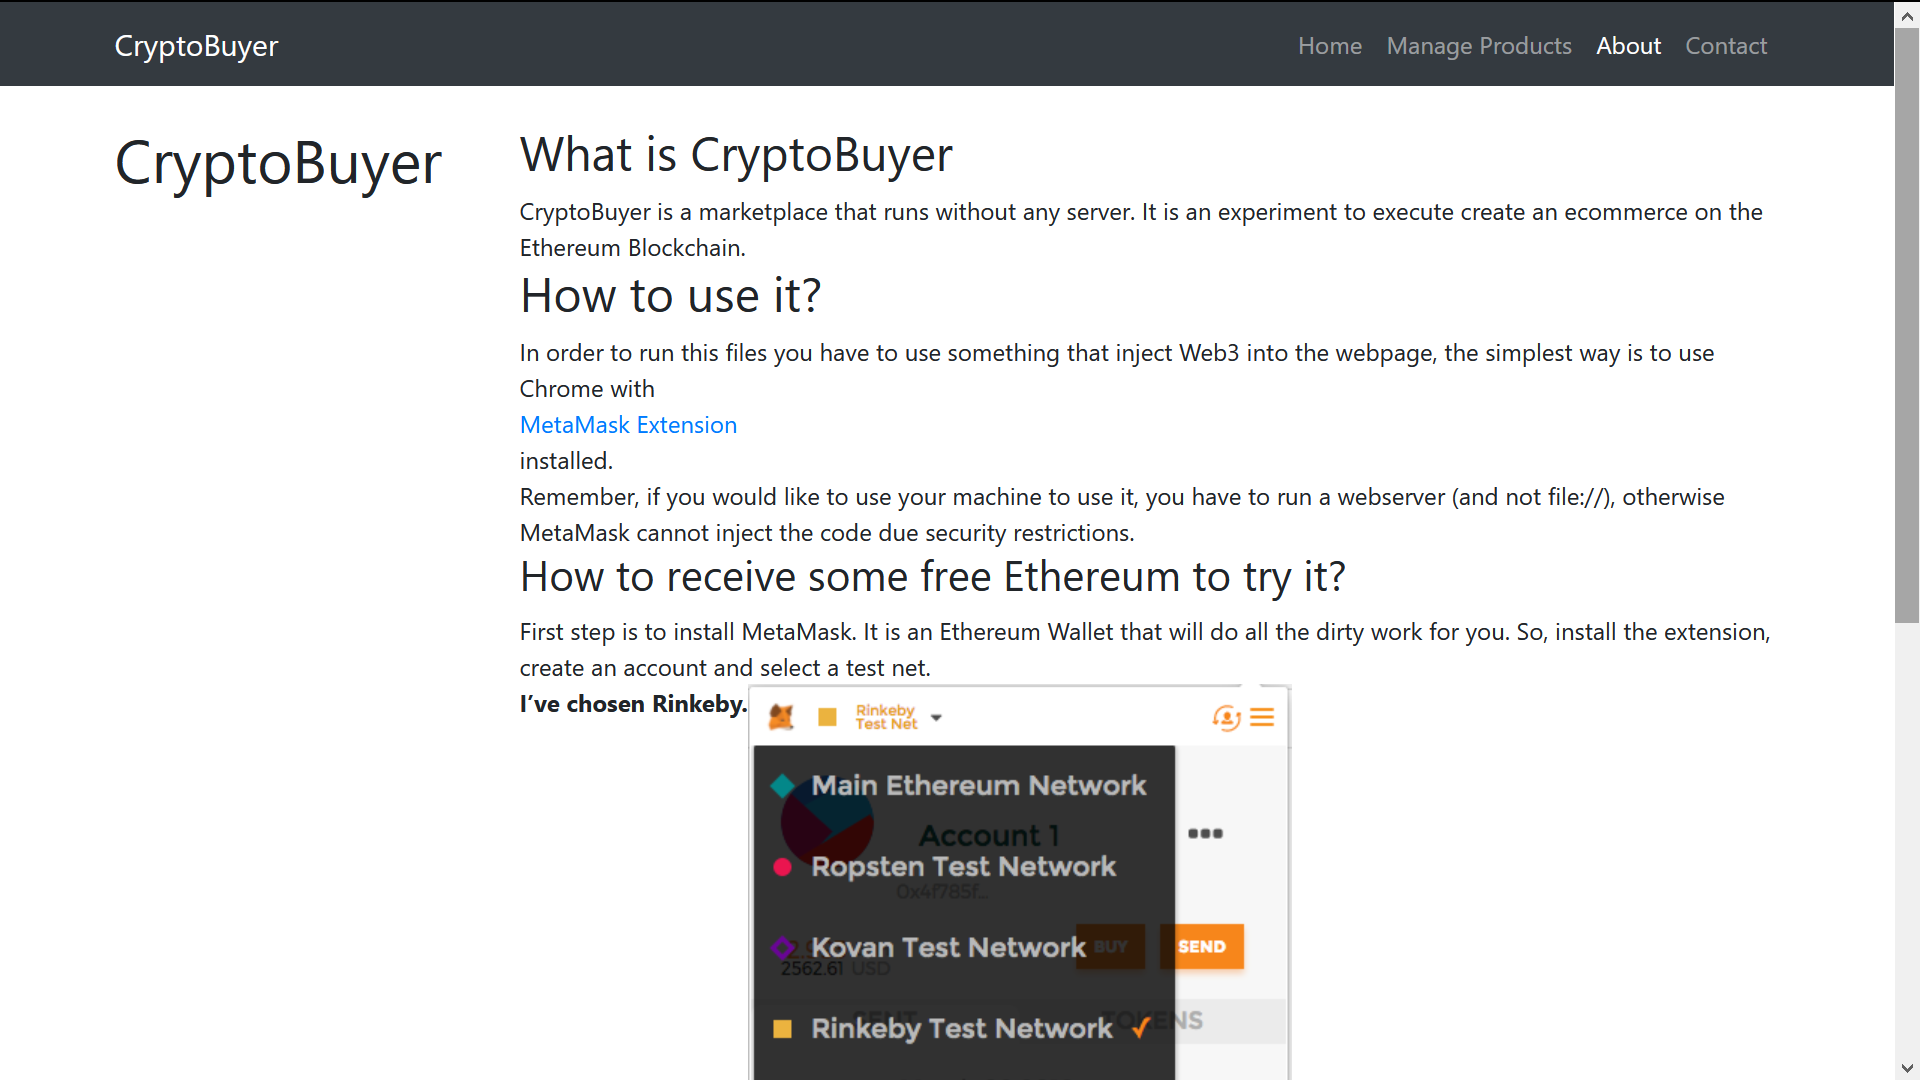 CryptoBuyer
Home Manage Products About Contact
CryptoBuyer
What is CryptoBuyer
CryptoBuyer is a marketplace that runs without any server. It is an experiment to execute create an ecommerce on the
Ethereum Blockchain.
How to use it?
In order to run this files you have to use something that inject Web3 into the webpage, the simplest way is to use
Chrome with
MetaMask Extension
installed.
Remember, if you would like to use your machine to use it, you have to run a webserver (and not file://), otherwise
MetaMask cannot inject the code due security restrictions.
How to receive some free Ethereum to try it?
First step is to install MetaMask. It is an Ethereum Wallet that will do all the dirty work for you. So, install the extension,
create an account and select a test net.
I've chosen Rinkeby.
Rinkeby
Test Net
Main Ethereum Network
Account 1
Ropsten Test Network
0x4f785f...
Kovan Test Network
BUY SEND
2562.61 USD
SENT TOKENS
Rinkeby Test Network